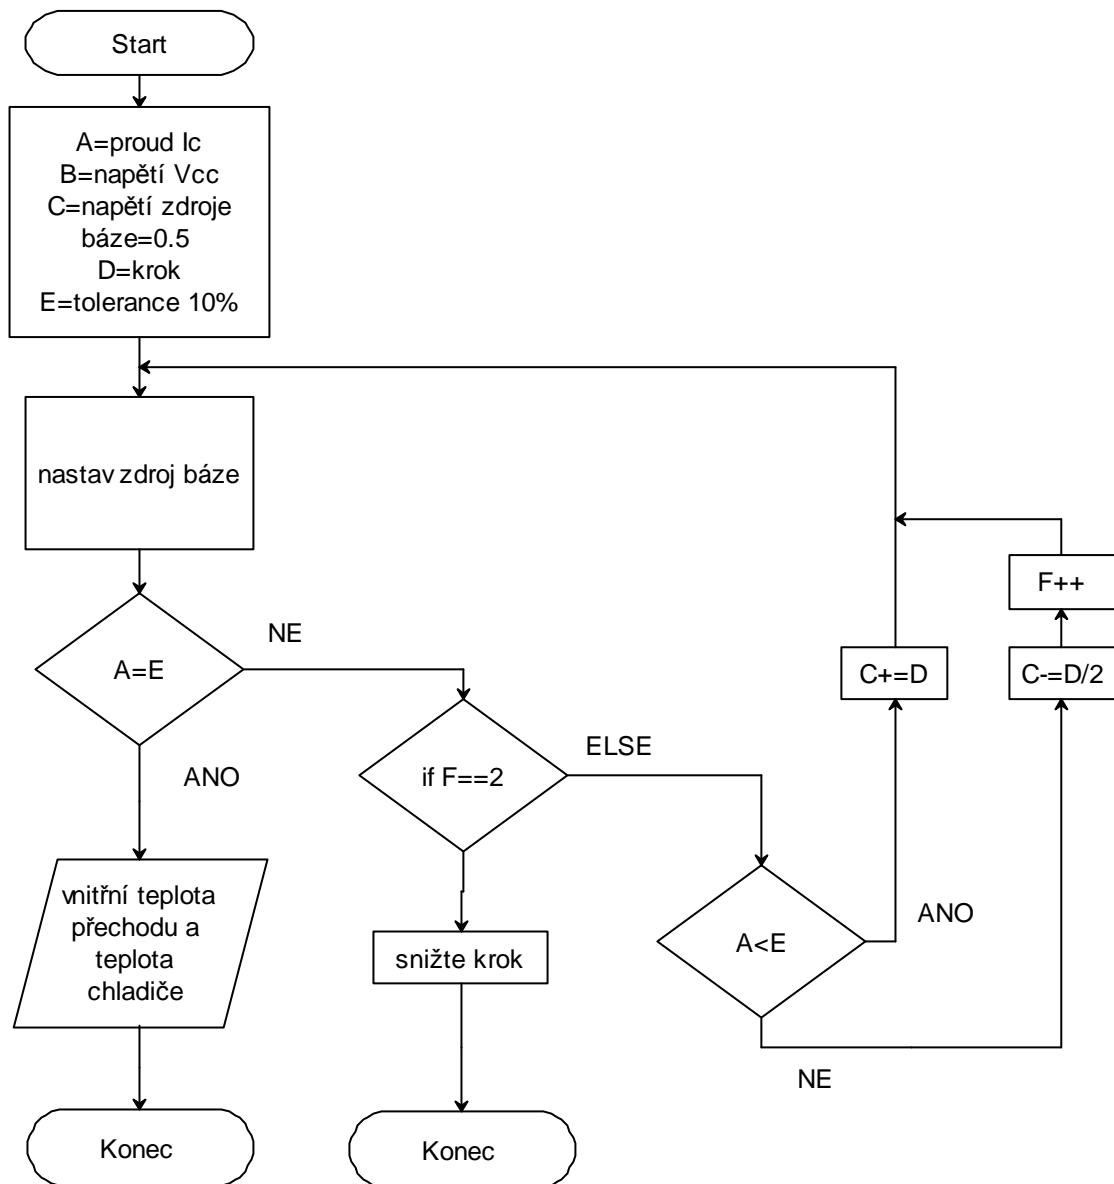 Start
A=proud Ic
B=napětí Vcc
C=napětí zdroje
báze=0.5
D=krok
E=tolerance 10%
nastav zdroj báze
A=E
NE
ANO
if F==2
ELSE
A<E
ANO
NE
C+=D
C-=D/2
F++
vnitřní teplota
přechodu a
teplota
chladiče
snižte krok
Konec
Konec